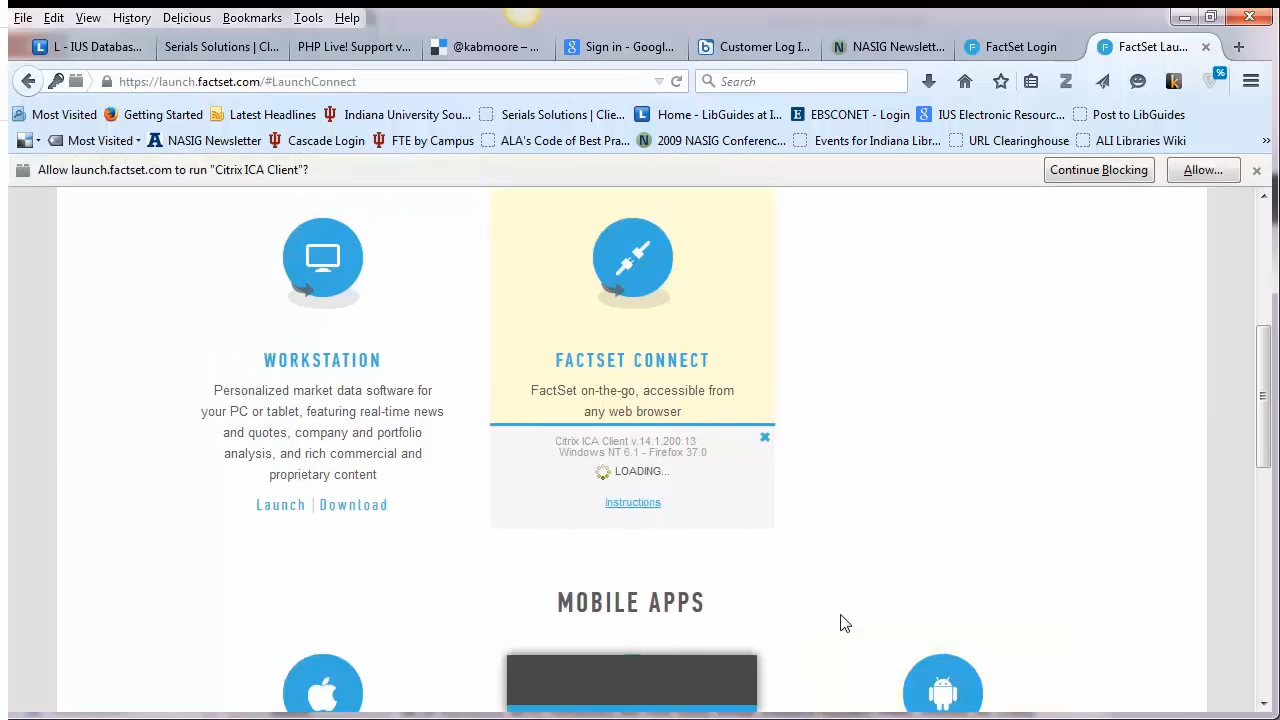 File Edit View History Delicious Bookmarks Tools Help
L - IUS Databas... Serials Solutions | Cl... PHP Live! Support v... @kabmoore – ... Sign in - Googl... Customer Log I... NASIG Newslett... FactSet Login FactSet Lau...
https://launch.factset.com/#LaunchConnect Search %
Most Visited Getting Started Latest Headlines Indiana University Sou... Serials Solutions | Clie... Home - LibGuides at I... EBSCONET - Login IUS Electronic Resourc... Post to LibGuides
Most Visited NASIG Newsletter Cascade Login FTE by Campus ALA's Code of Best Pra... 2009 NASIG Conferenc... Events for Indiana Libr... URL Clearinghouse ALI Libraries Wiki »
Allow launch.factset.com to run "Citrix ICA Client"? Continue Blocking Allow...
WORKSTATION
Personalized market data software for
your PC or tablet, featuring real-time news
and quotes, company and portfolio
analysis, and rich commercial and
proprietary content
Launch | Download
FACTSET CONNECT
FactSet on-the-go, accessible from
any web browser
Citrix ICA Client v.14.1.200.13
Windows NT 6.1 - Firefox 37.0
LOADING...
Instructions
MOBILE APPS